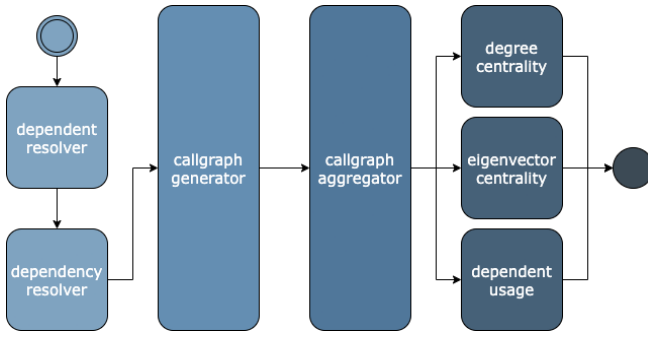 dependent
resolver
dependency
resolver
callgraph
generator
callgraph
aggregator
degree
centrality
eigenvector
centrality
dependent
usage